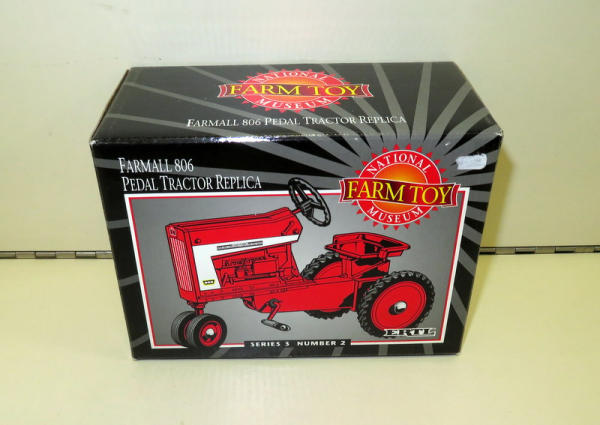 NATIONAL
FARM TOY
MUSEUM
FARMALL 806 PEDAL TRACTOR REPLICA
FARMALL 806
PEDAL TRACTOR REPLICA
NATIONAL
FARM TOY
MUSEUM
ERTL
SERIES 3 NUMBER 2